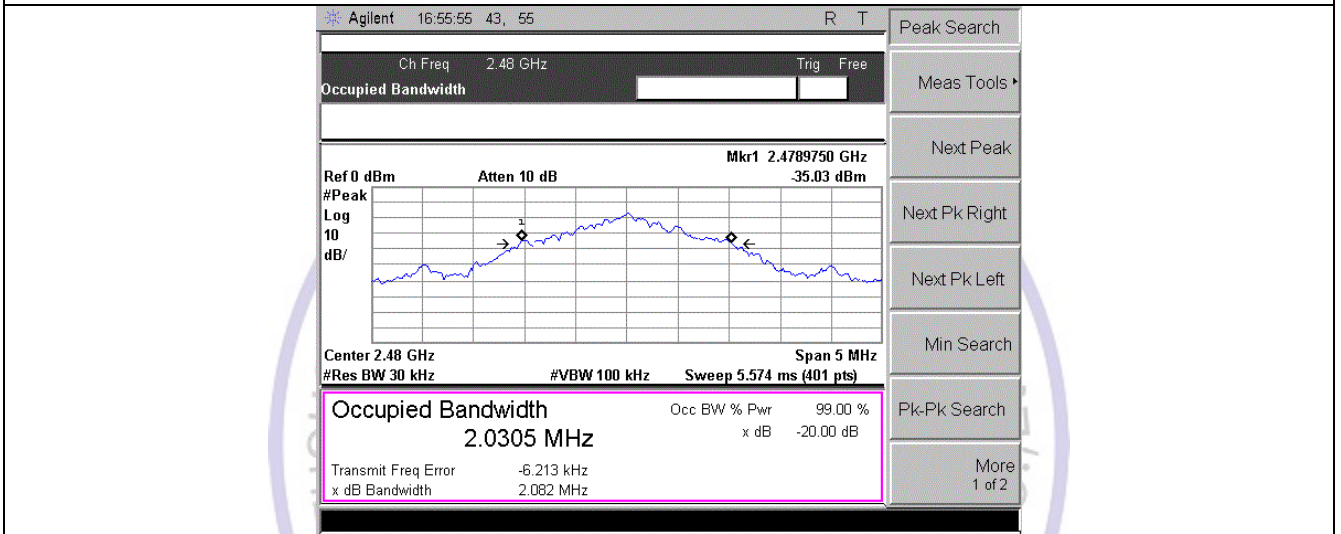 Agilent 16:55:55 43, 55 R T
Peak Search
Ch Freq 2.48 GHz Trig Free
Occupied Bandwidth
Meas Tools
Next Peak
Next Pk Right
Next Pk Left
Min Search
Pk-Pk Search
More
1 of 2
Mkr1 2.4789750 GHz
Ref 0 dBm Atten 10 dB -35.03 dBm
#Peak
Log
10
dB/
1
Center 2.48 GHz Span 5 MHz
#Res BW 30 kHz #VBW 100 kHz Sweep 5.574 ms (401 pts)
Occupied Bandwidth Occ BW % Pwr 99.00 %
2.0305 MHz x dB -20.00 dB
Transmit Freq Error -6.213 kHz
x dB Bandwidth 2.082 MHz